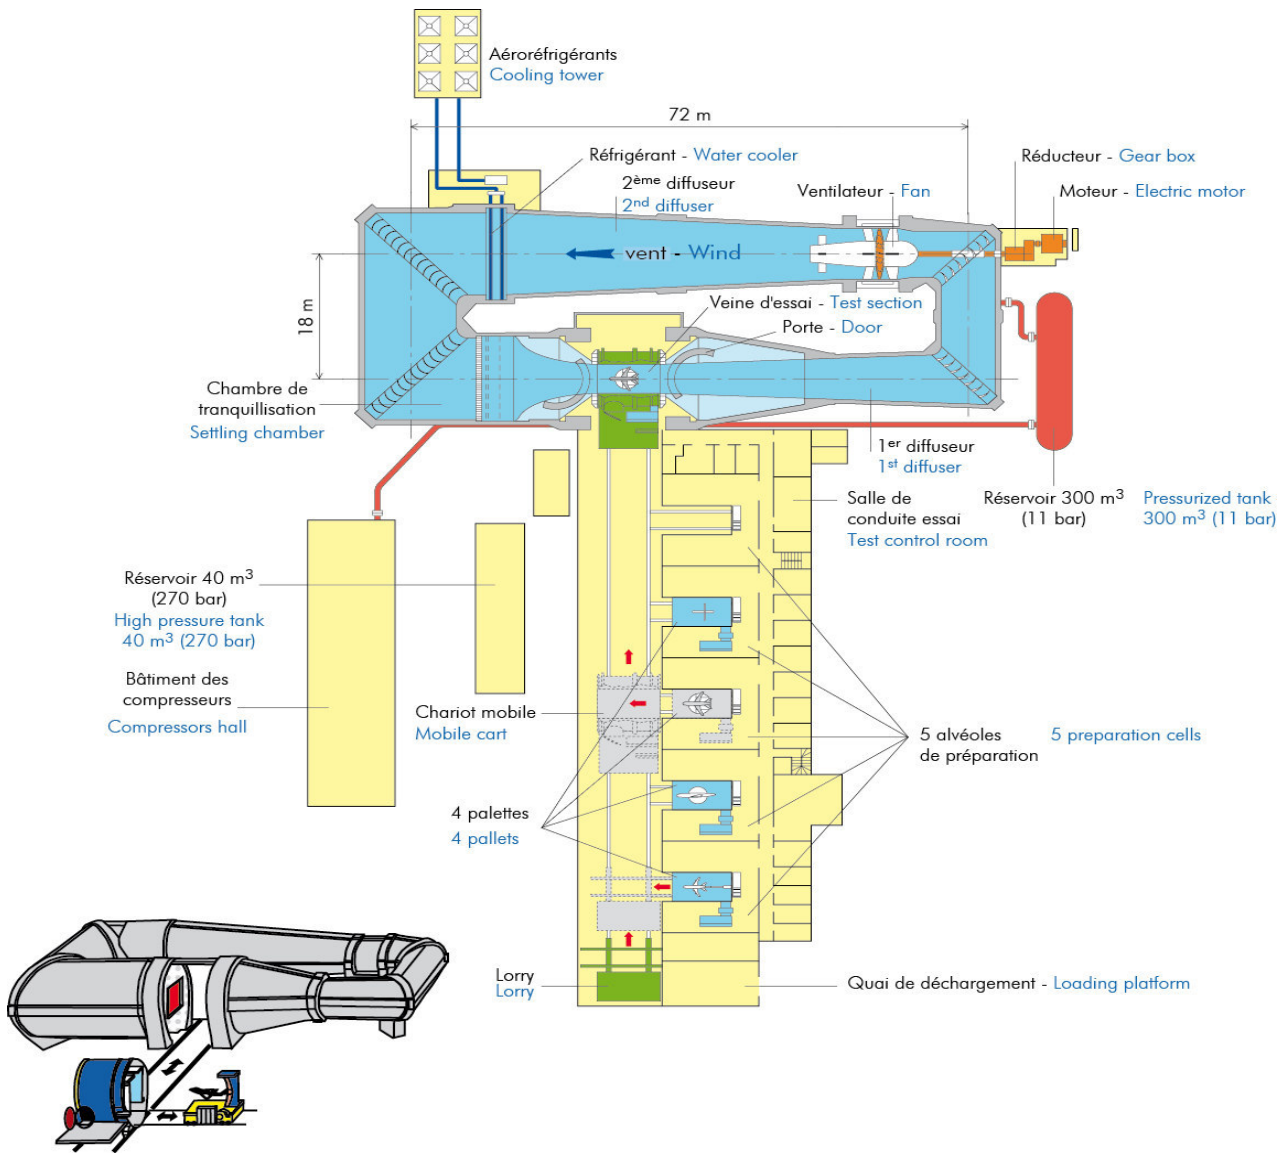 Aéroréfrigérants
Cooling tower
72 m
Réfrigérant - Water cooler
2ème diffuseur
2nd diffuser
Ventilateur - Fan
Réducteur - Gear box
Moteur - Electric motor
vent - Wind
18 m
Veine d'essai - Test section
Porte - Door
Chambre de
tranquillisation
Settling chamber
1er diffuseur
1st diffuser
Salle de
conduite essai
Test control room
Réservoir 300 m3
(11 bar)
Pressurized tank
300 m3 (11 bar)
Réservoir 40 m3
(270 bar)
High pressure tank
40 m3 (270 bar)
Bâtiment des
compresseurs
Compressors hall
Chariot mobile
Mobile cart
5 alvéoles
de préparation
5 preparation cells
4 palettes
4 pallets
Lorry
Lorry
Quai de déchargement - Loading platform